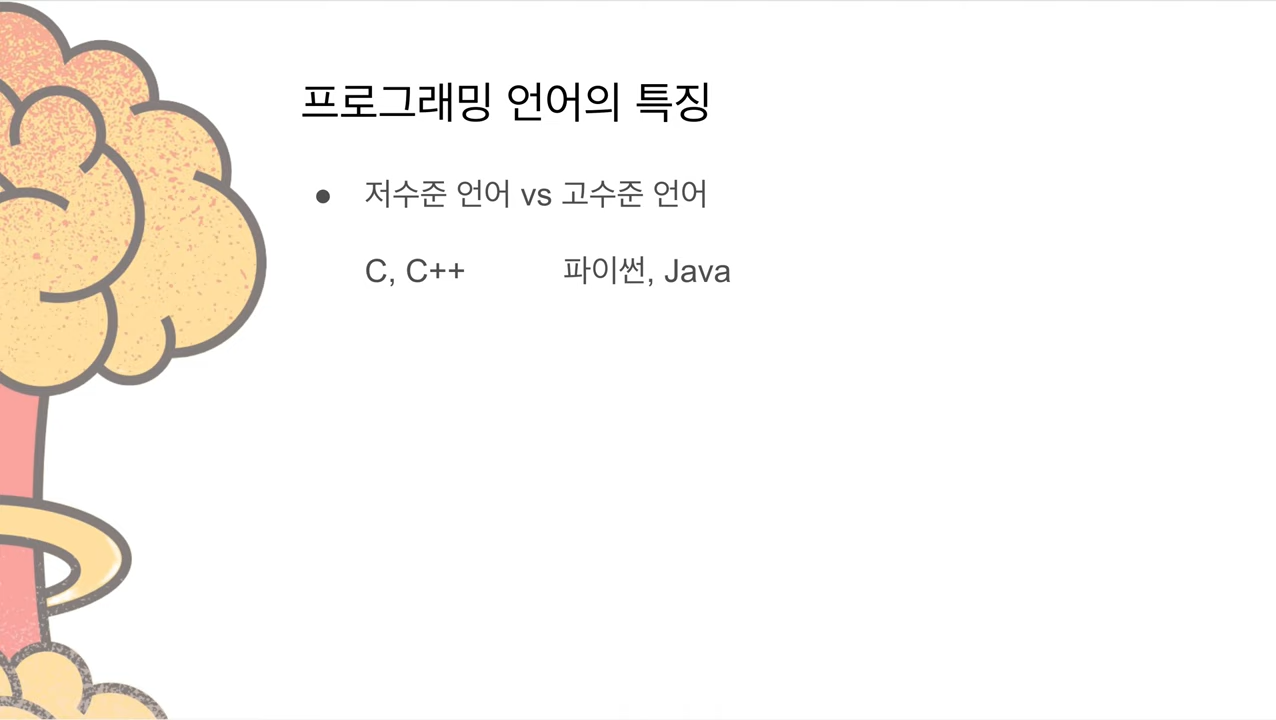 프로그래밍 언어의 특징
● 저수준 언어 vs 고수준 언어
C, C++ 파이썬, Java